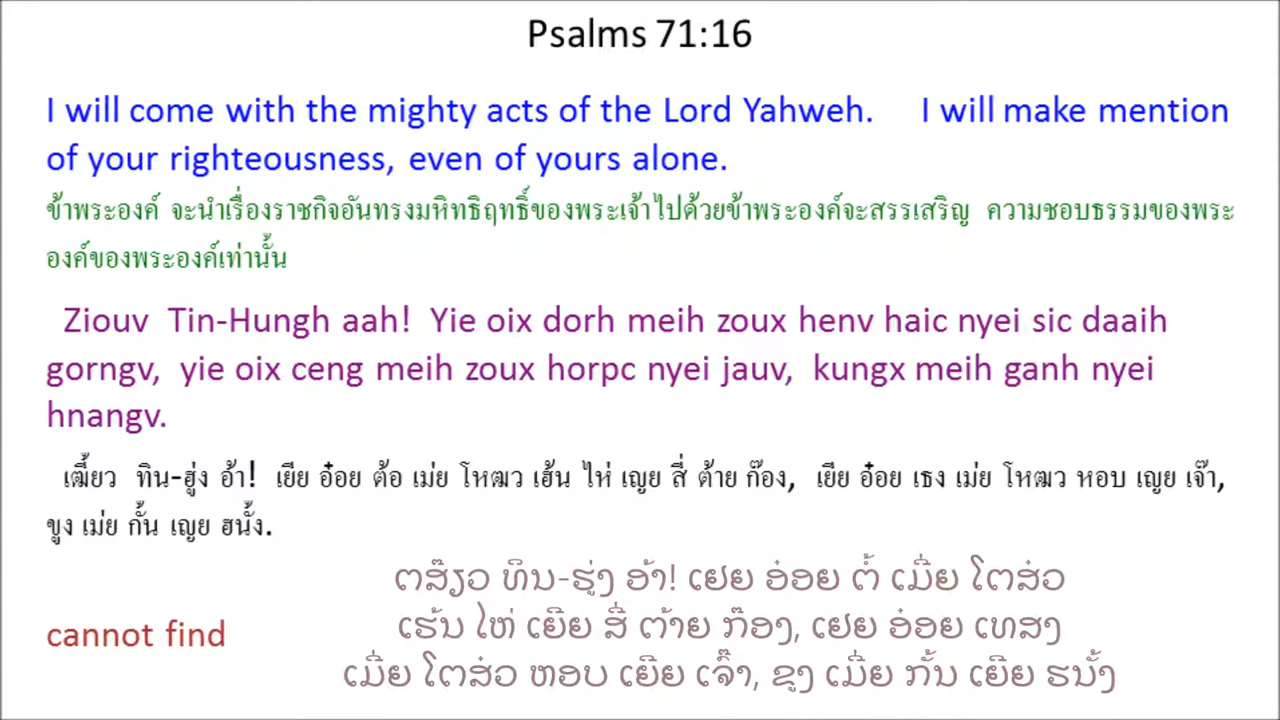 Psalms 71:16
I will come with the mighty acts of the Lord Yahweh. I will make mention
of your righteousness, even of yours alone.
ข้าพระองค์ จะนำเรื่องราชกิจอันทรงมหิทธิฤทธิ์ของพระเจ้าไปด้วยข้าพระองค์จะสรรเสริญ ความชอบธรรมของพระ
องค์ของพระองค์เท่านั้น
Ziouv Tin-Hungh aah! Yie oix dorh meih zoux henv haic nyei sic daaih
gorngv, yie oix ceng meih zoux horpc nyei jauv, kungx meih ganh nyei
hnangv.
เฒี้ยว ทิน-ฮู่ง อ้า! เยีย อ๋อย ต้อ เม่ย โหฒว เฮ้น ไห่ เญย สี่ ต้าย ก๊อง, เยีย อ๋อย เธง เม่ย โหฒว หอบ เญย เจ๊า,
ขูง เม่ย กั้น เญย ฮนั้ง.
ຕສ໊ຽວ ທິນ-ຮູ່ງ ອ້າ! ເຢຍ ອ໋ອຍ ຕໍ້ ເມີ່ຍ ໂຕສ໋ວ
ເຮ້ນ ໄຫ່ ເຍີຍ ສີ່ ຕ້າຍ ກ໊ອງ, ເຢຍ ອ໋ອຍ ເທສງ
cannot find
ເມີ່ຍ ໂຕສ໋ວ ຫອບ ເຍີຍ ເຈົ໊າ, ຂູງ ເມີ່ຍ ກັ້ນ ເຍີຍ ຮນັ້ງ